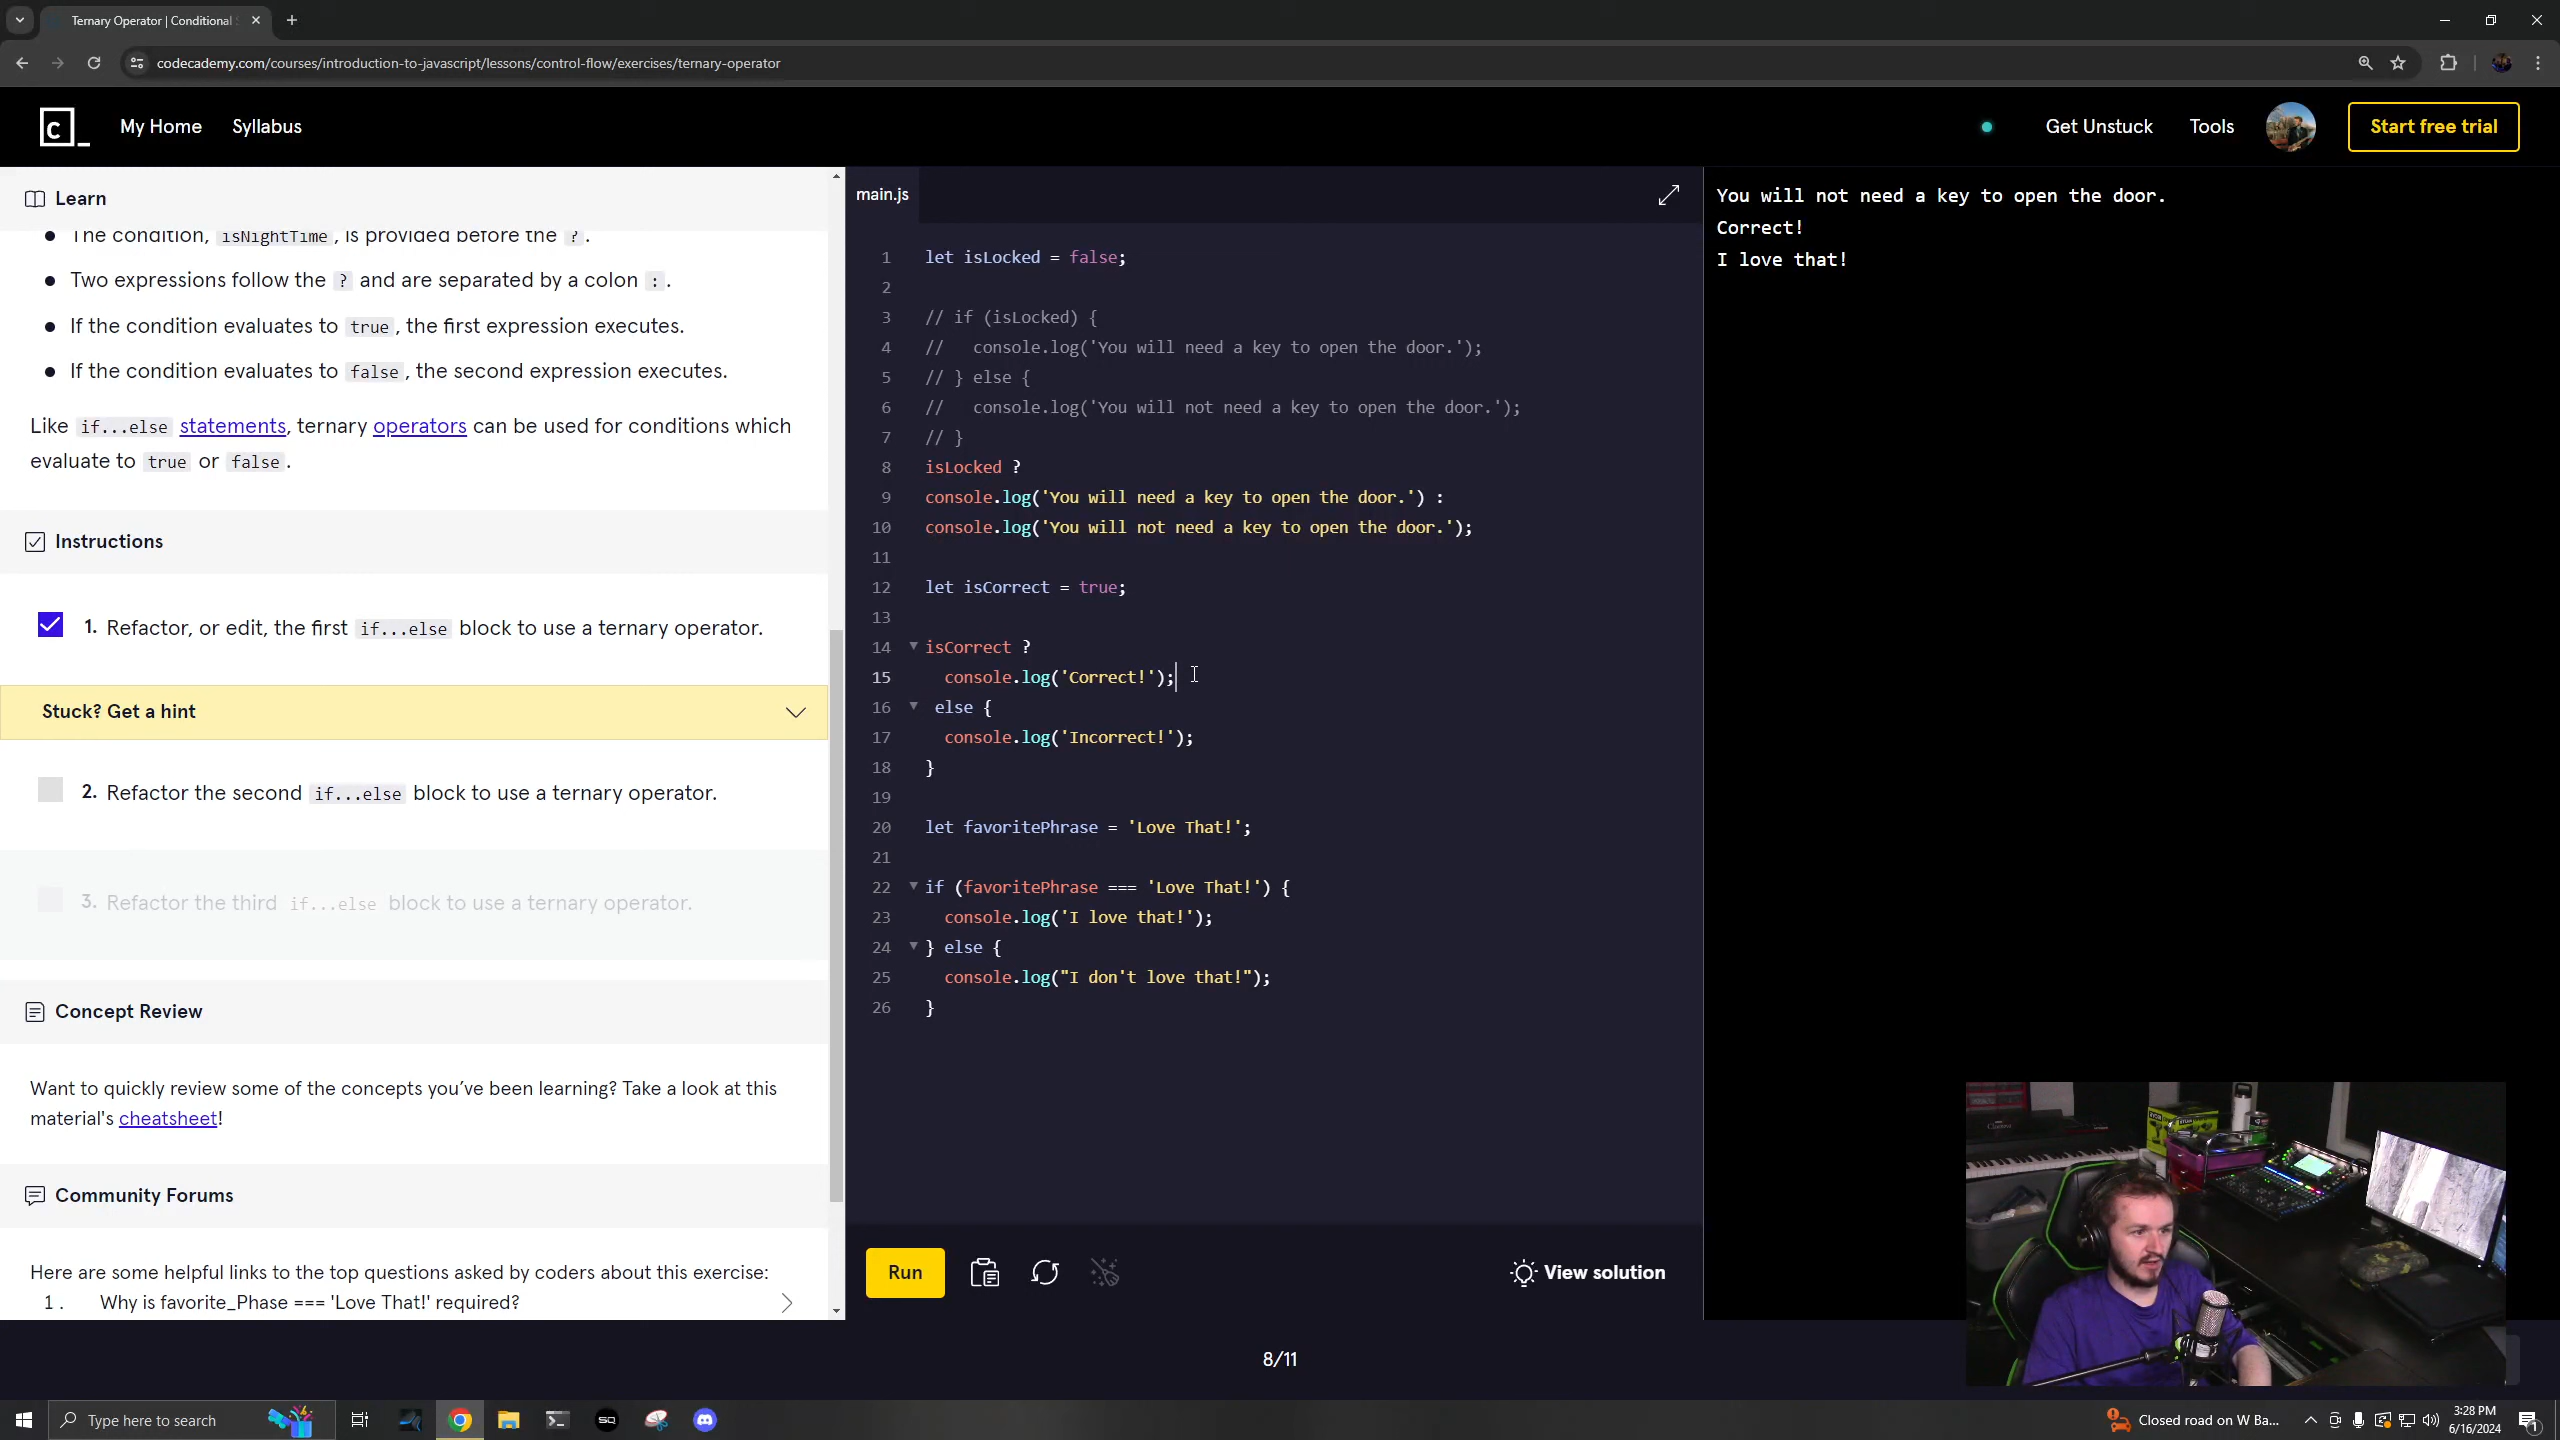 Ternary Operator | Conditional
codecademy.com/courses/introduction-to-javascript/lessons/control-flow/exercises/ternary-operator
c_
My Home
Syllabus
Get Unstuck
Tools
Start free trial
Learn
The condition, isNightTime, is provided before the ?.
Two expressions follow the ? and are separated by a colon :.
If the condition evaluates to true, the first expression executes.
If the condition evaluates to false, the second expression executes.
Like if...else statements, ternary operators can be used for conditions which
evaluate to true or false.
Instructions
1. Refactor, or edit, the first if...else block to use a ternary operator.
Stuck? Get a hint
2. Refactor the second if...else block to use a ternary operator.
3. Refactor the third if...else block to use a ternary operator.
Concept Review
Want to quickly review some of the concepts you’ve been learning? Take a look at this
material's cheatsheet!
Community Forums
Here are some helpful links to the top questions asked by coders about this exercise:
1. Why is favorite_Phase === 'Love That!' required?
main.js
1 let isLocked = false;
2
3 // if (isLocked) {
4 //   console.log('You will need a key to open the door.');
5 // } else {
6 //   console.log('You will not need a key to open the door.');
7 // }
8 isLocked ?
9 console.log('You will need a key to open the door.') :
10 console.log('You will not need a key to open the door.');
11
12 let isCorrect = true;
13
14 isCorrect ?
15   console.log('Correct!');
16  else {
17   console.log('Incorrect!');
18 }
19
20 let favoritePhrase = 'Love That!';
21
22 if (favoritePhrase === 'Love That!') {
23   console.log('I love that!');
24 } else {
25   console.log("I don't love that!");
26 }
Run
View solution
You will not need a key to open the door.
Correct!
I love that!
8/11
Type here to search
SQ
Closed road on W Ba...
3:28 PM
6/16/2024
1